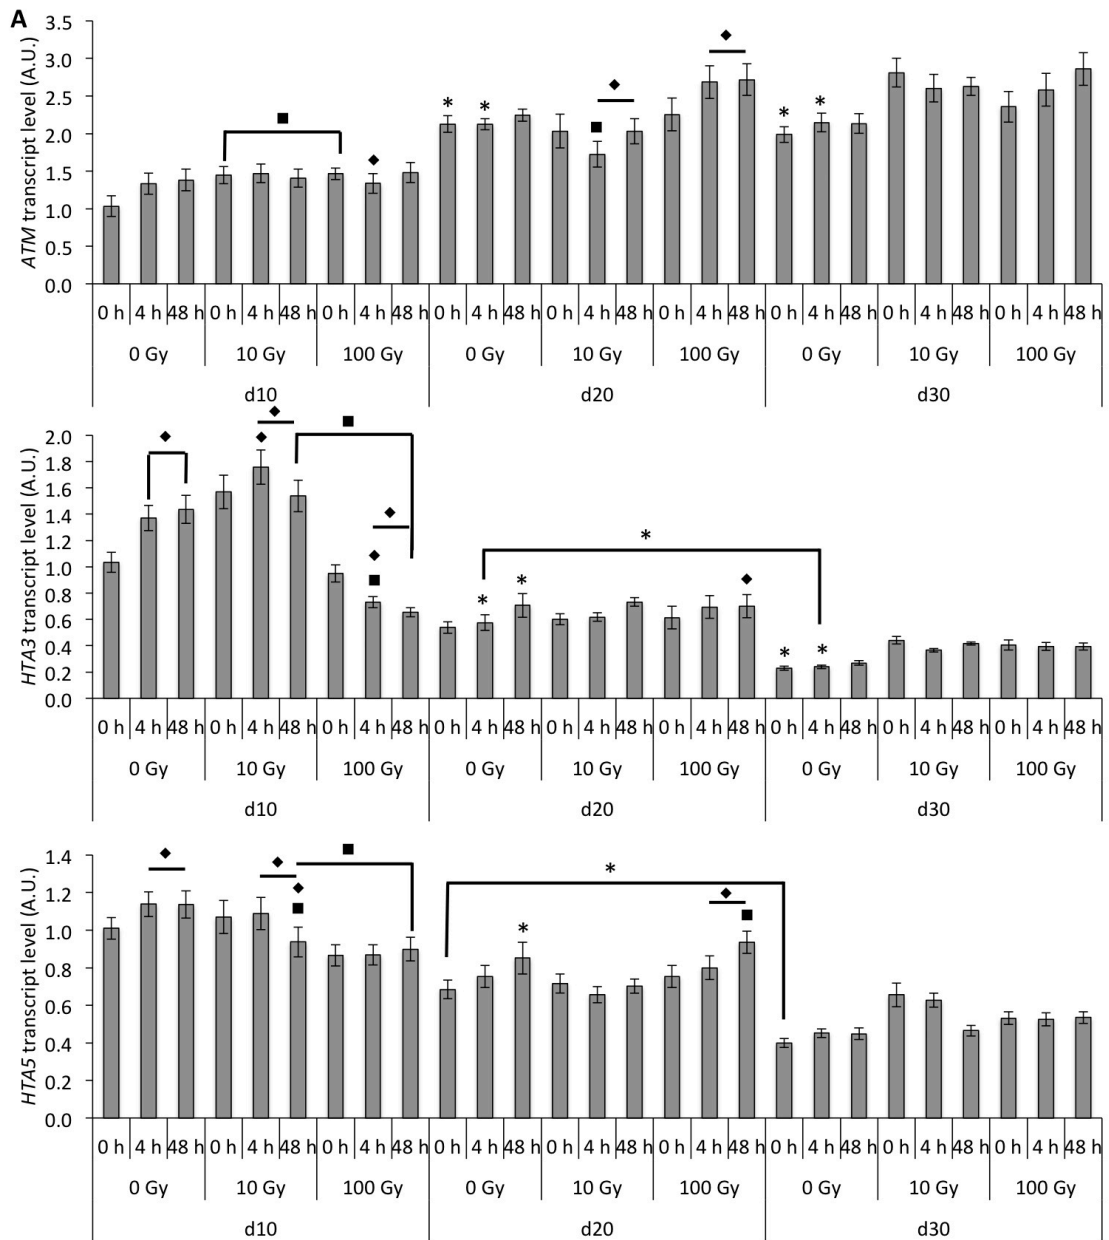 A
ATM transcript level (A.U.)
3.5
3.0
2.5
2.0
1.5
1.0
0.5
0.0
* * * *
0 h 4 h 48 h 0 h 4 h 48 h 0 h 4 h 48 h 0 h 4 h 48 h 0 h 4 h 48 h 0 h 4 h 48 h 0 h 4 h 48 h 0 h 4 h 48 h 0 h 4 h 48 h
0 Gy 10 Gy 100 Gy 0 Gy 10 Gy 100 Gy 0 Gy 10 Gy 100 Gy
d10 d20 d30
HTA3 transcript level (A.U.)
2.0
1.8
1.6
1.4
1.2
1.0
0.8
0.6
0.4
0.2
0.0
*
* * * *
0 h 4 h 48 h 0 h 4 h 48 h 0 h 4 h 48 h 0 h 4 h 48 h 0 h 4 h 48 h 0 h 4 h 48 h 0 h 4 h 48 h 0 h 4 h 48 h 0 h 4 h 48 h
0 Gy 10 Gy 100 Gy 0 Gy 10 Gy 100 Gy 0 Gy 10 Gy 100 Gy
d10 d20 d30
HTA5 transcript level (A.U.)
1.4
1.2
1.0
0.8
0.6
0.4
0.2
0.0
*
*
0 h 4 h 48 h 0 h 4 h 48 h 0 h 4 h 48 h 0 h 4 h 48 h 0 h 4 h 48 h 0 h 4 h 48 h 0 h 4 h 48 h 0 h 4 h 48 h 0 h 4 h 48 h
0 Gy 10 Gy 100 Gy 0 Gy 10 Gy 100 Gy 0 Gy 10 Gy 100 Gy
d10 d20 d30